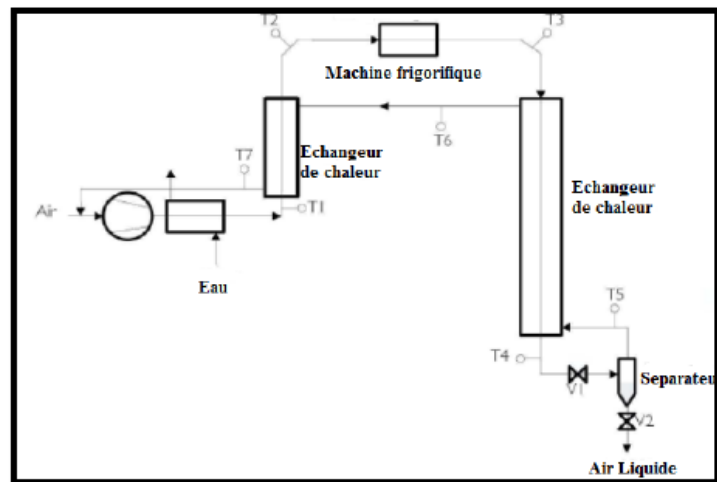 T2
T3
Machine frigorifique
T6
T7
Echangeur
de chaleur
Echangeur
de chaleur
Air
T1
Eau
T5
T4
V1
Separateur
V2
Air Liquide